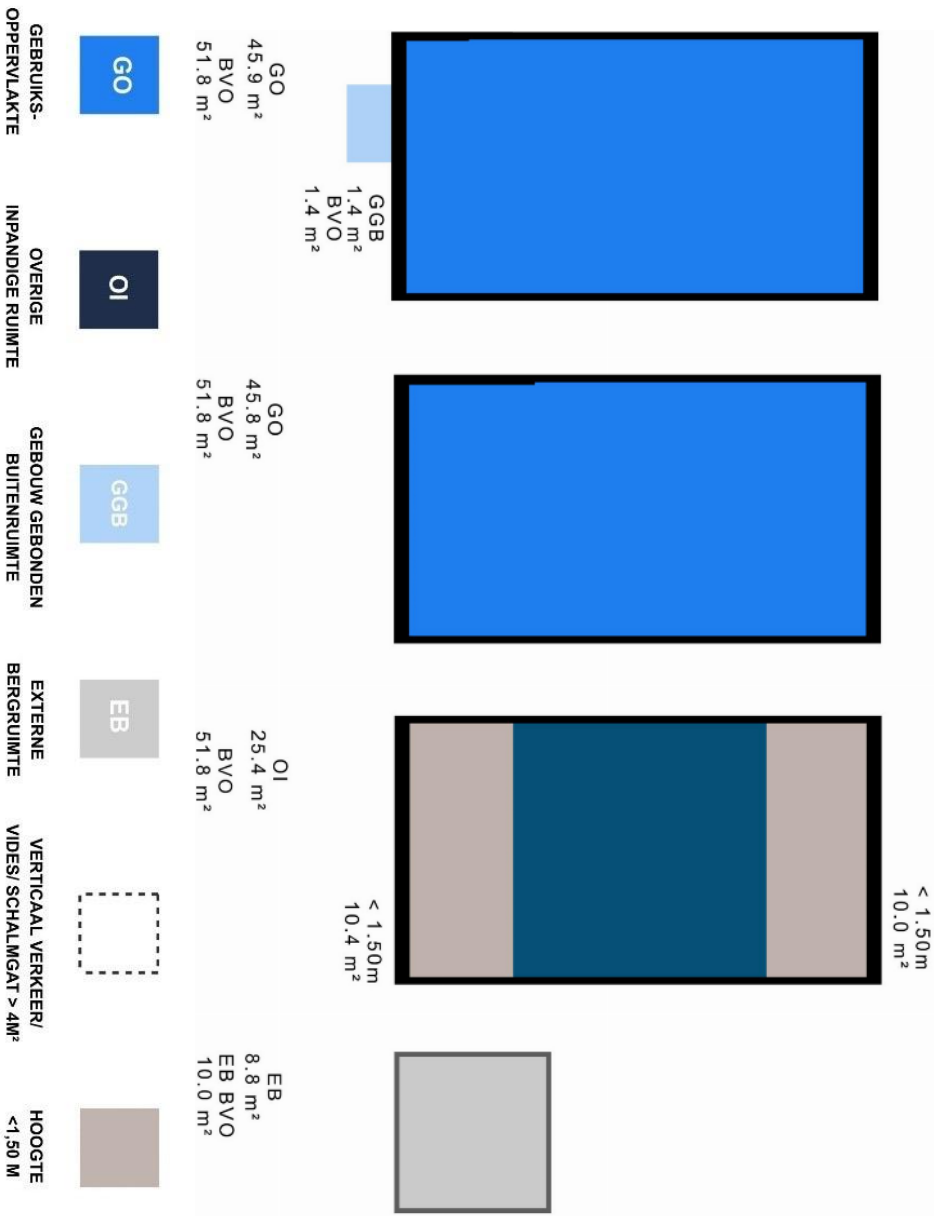 GGB
1.4 m²
BVO
1.4 m²
GO
45.9 m²
BVO
51.8 m²
GO
45.8 m²
BVO
51.8 m²
< 1.50m
10.0 m²
< 1.50m
10.4 m²
OI
25.4 m²
BVO
51.8 m²
EB
8.8 m²
EB BVO
10.0 m²
GO
GEBRUIKS-
OPPERVLAKTE
OI
OVERIGE
INPANDIGE RUIMTE
GGB
GEBOUW GEBONDEN
BUITENRUIMTE
EB
EXTERNE
BERGRUIMTE
VERTICAAL VERKEER/
VIDES/ SCHALMGAT > 4M²
HOOGTE
<1,50 M